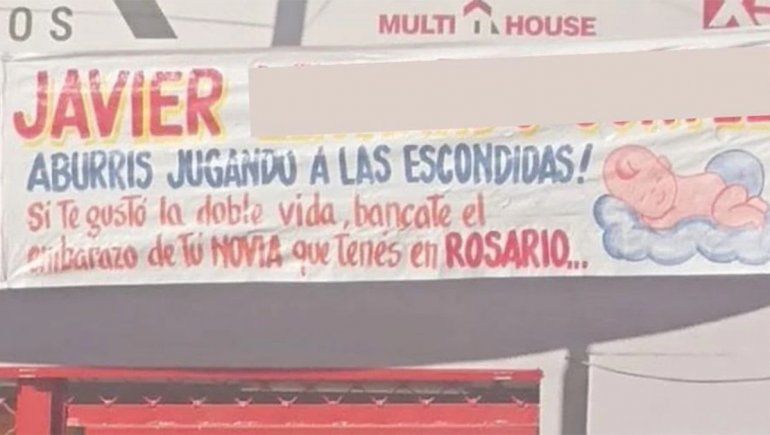 OS
MULTI HOUSE
JAVIER
ABURRIS JUGANDO A LAS ESCONDIDAS!
Si Te gustó la doble vida, bancate el
embarazo de TÚ NOVIA que Tenés en ROSARIO...